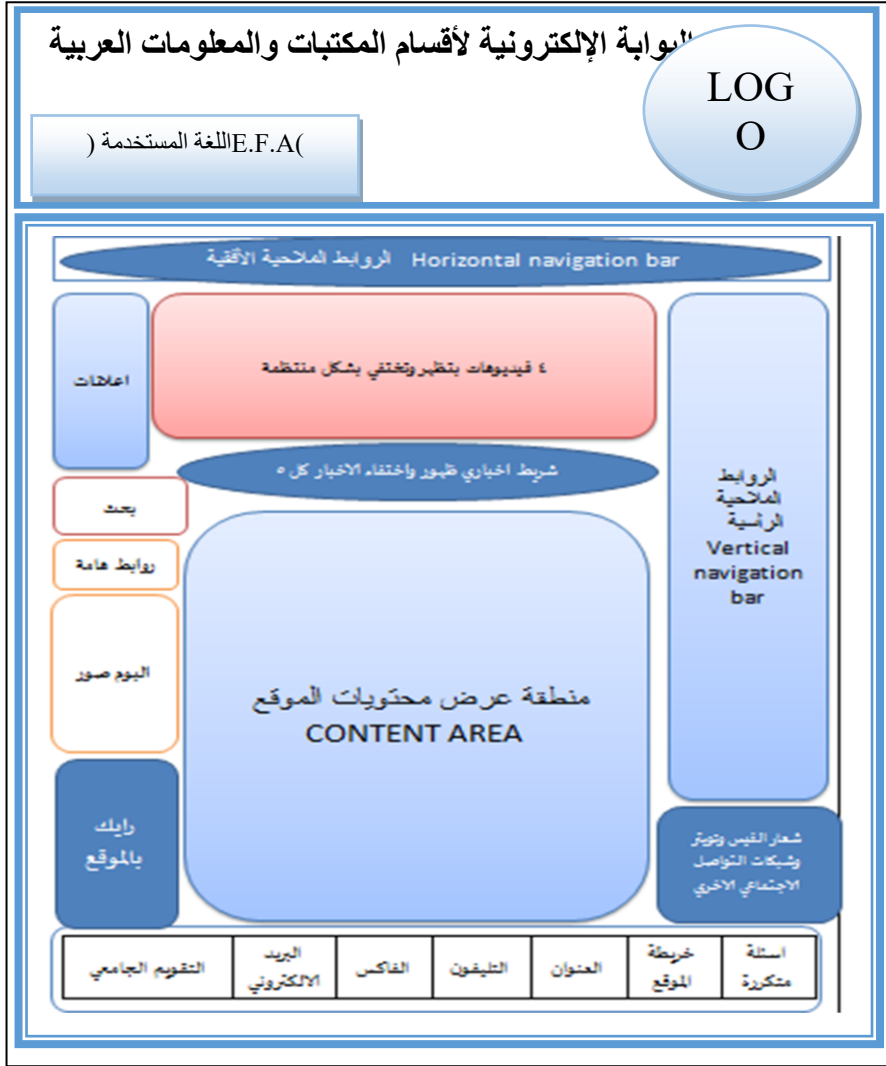 البوابة الإلكترونية لأقسام المكتبات والمعلومات العربية
LOG
O
)E.F.A(اللغة المستخدمة (
الروابط الملاحية الأفقية Horizontal navigation bar
٤ فيديوهات بتظهر وتختفي بشكل منتظمة
اعلانات
شريط اخباري ظهور واختفاء الاخبار كل ٥
الروابط
الملاحية
الرأسية
Vertical
navigation
bar
بحث
روابط هامة
البوم صور
منطقة عرض محتويات الموقع
CONTENT AREA
رايك
بالموقع
شعار الفيس وتويتر
وشبكات التواصل
الاجتماعي الاخري
اسئلة
متكررة
خريطة
الموقع
العنوان
التليفون
الفاكس
البريد
الالكتروني
التقويم الجامعي